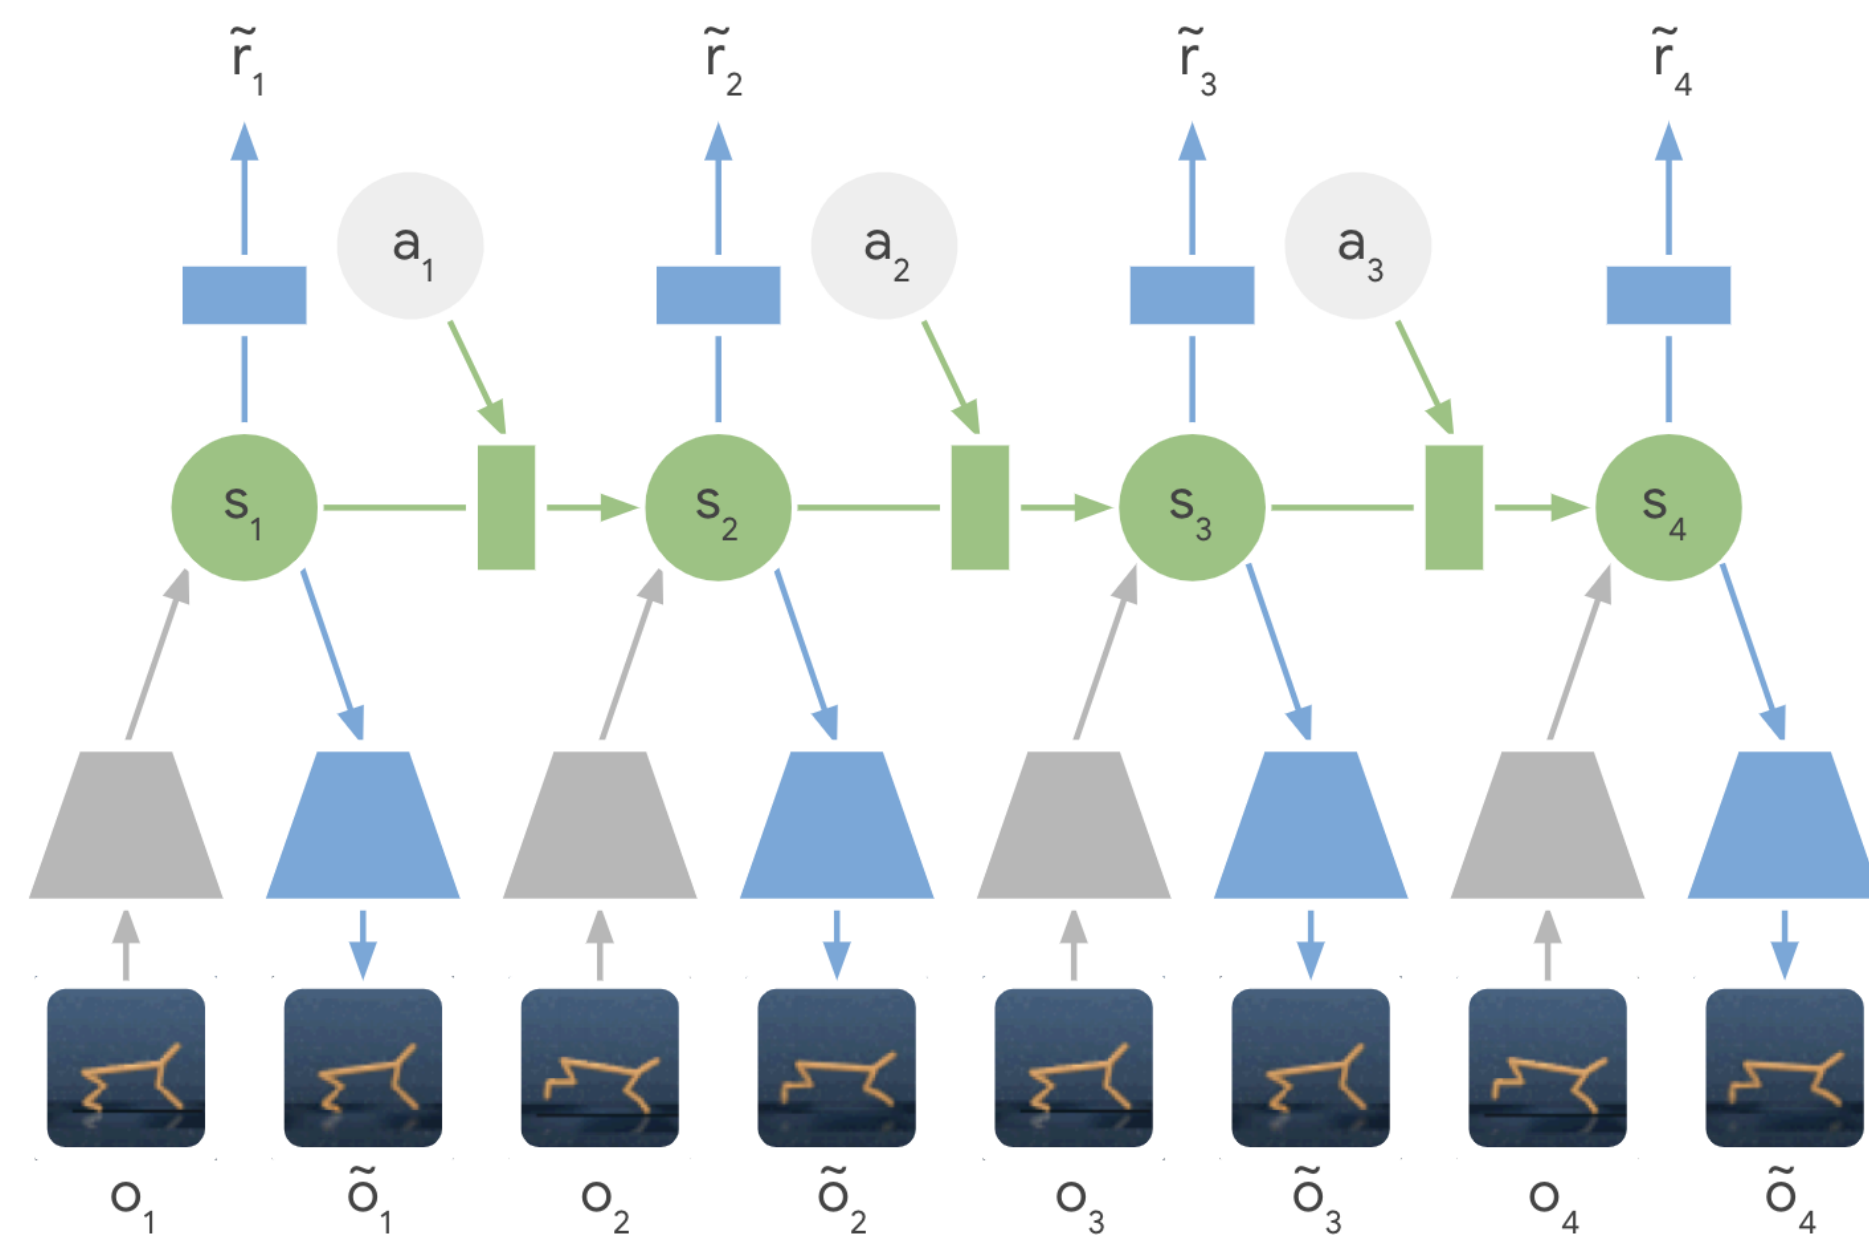 r̃₁ r̃₂ r̃₃ r̃₄
a₁ a₂ a₃
s₁ s₂ s₃ s₄
o₁ õ₁ o₂ õ₂ o₃ õ₃ o₄ õ₄